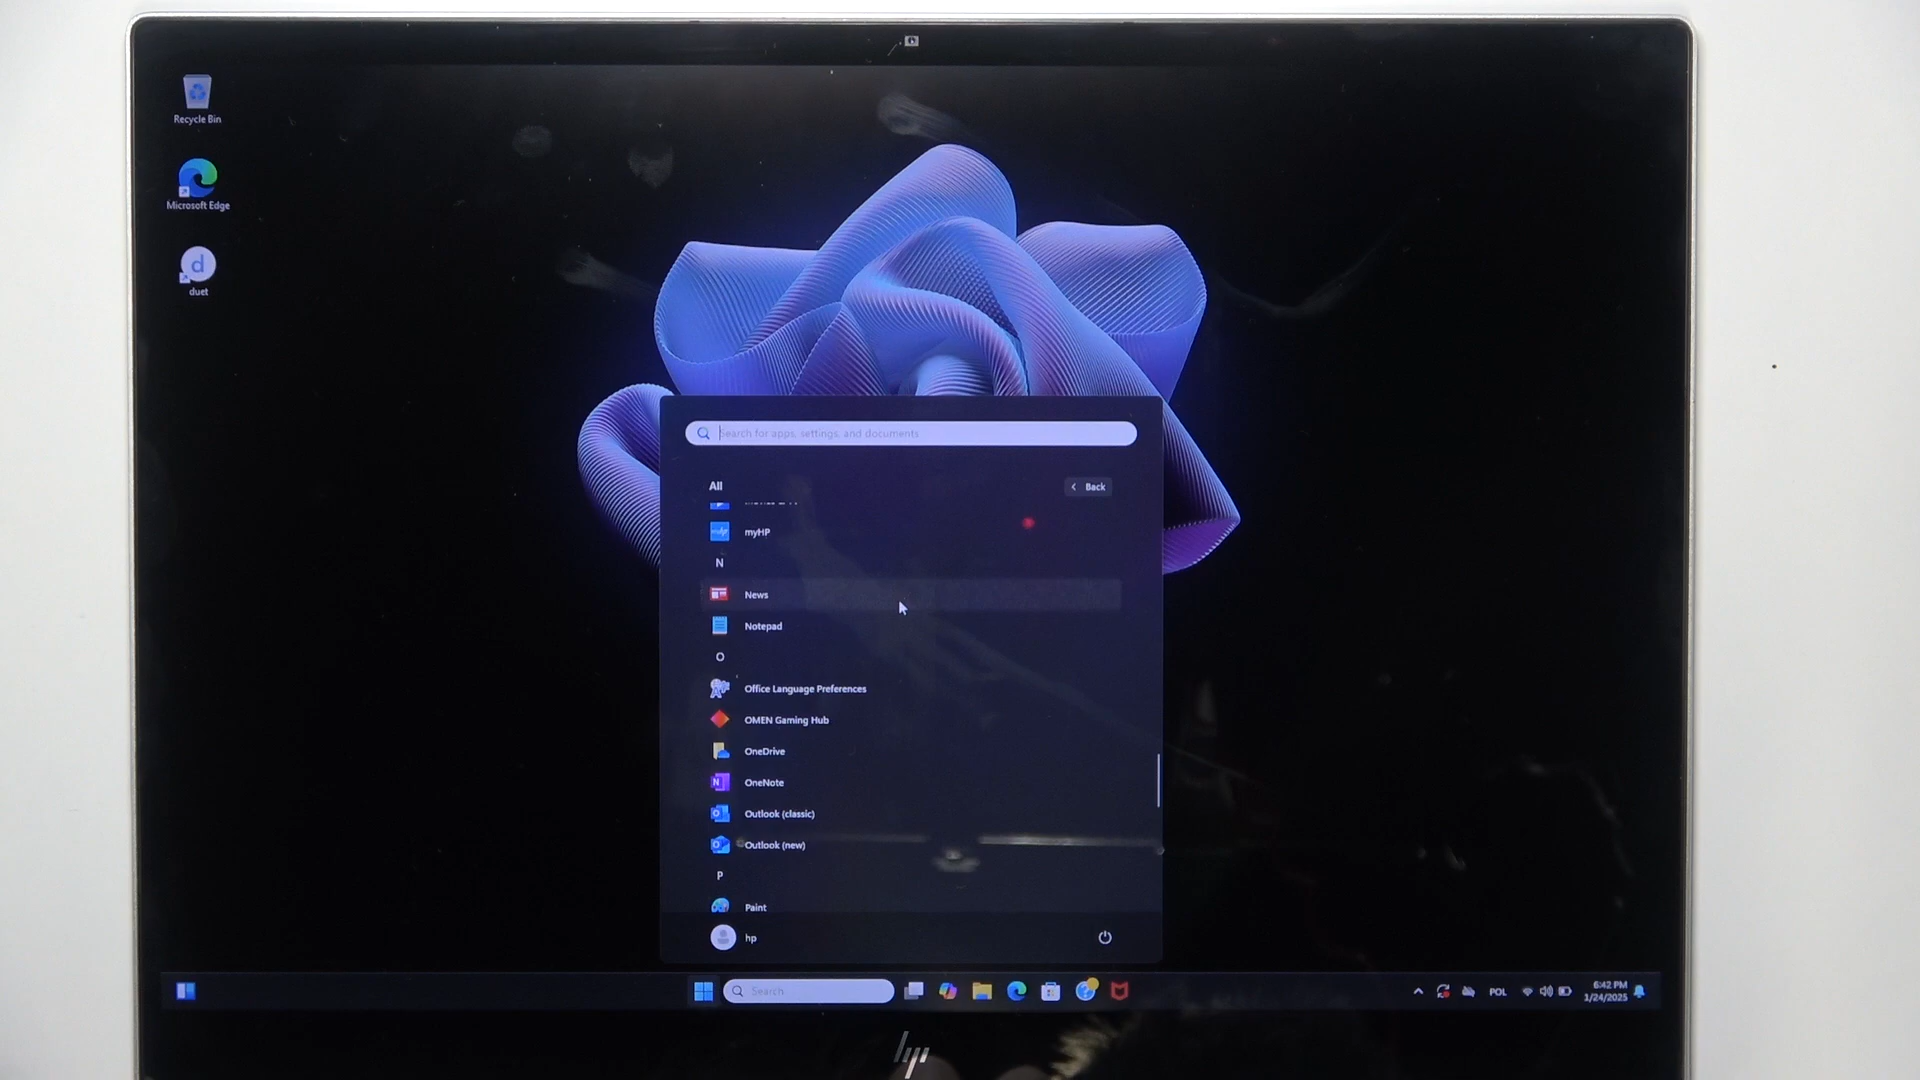 Recycle Bin
Microsoft Edge
d
duet
Search for apps, settings, and documents
All
Back
myHP
N
News
Notepad
O
Office Language Preferences
OMEN Gaming Hub
OneDrive
OneNote
Outlook (classic)
Outlook (new)
P
Paint
hp
Search
POL
6:42 PM
1/24/2025
hp